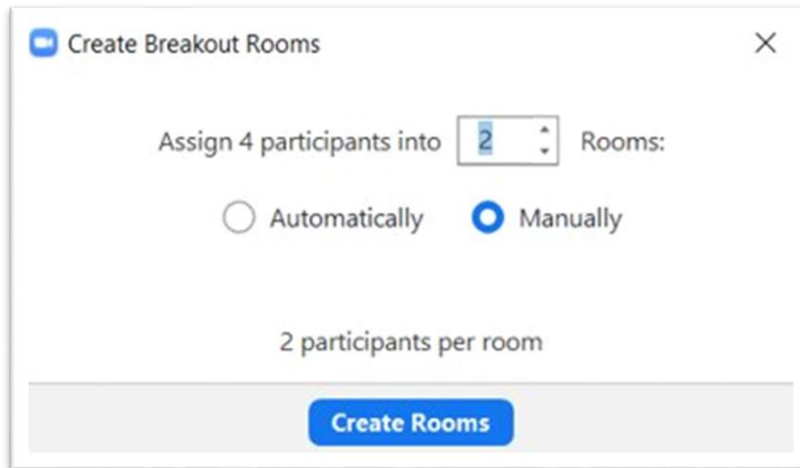 Create Breakout Rooms
Assign 4 participants into 2 Rooms:
Automatically Manually
2 participants per room
Create Rooms